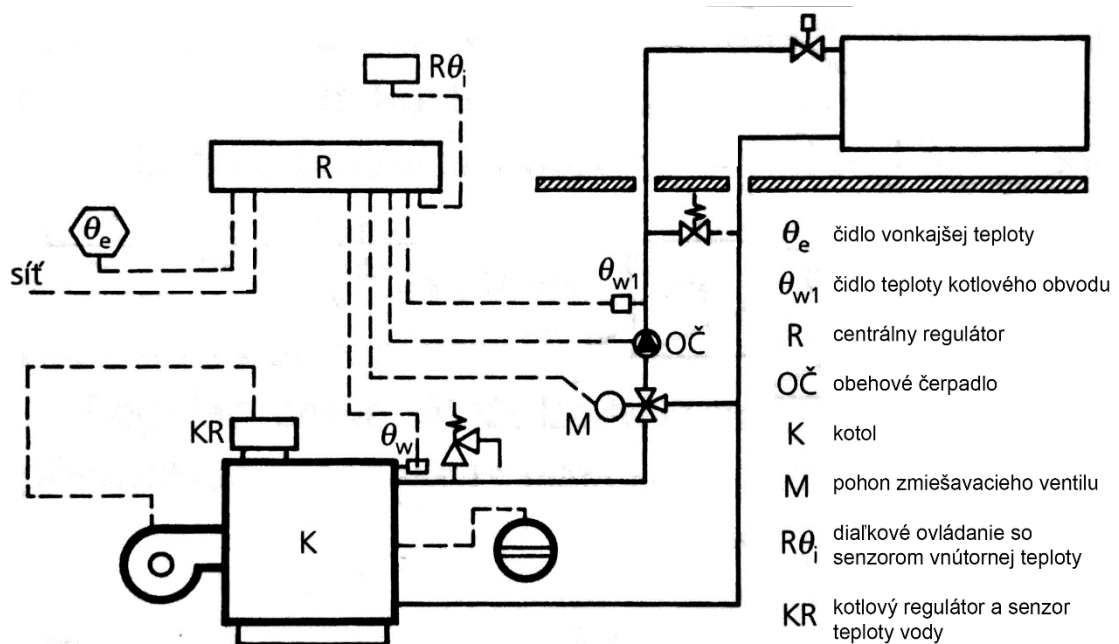 Rθi
R
θe
síť
θw1
OČ
M
KR
θw
K
θe čidlo vonkajšej teploty
θw1 čidlo teploty kotlového obvodu
R centrálny regulátor
OČ obehové čerpadlo
K kotol
M pohon zmiešavacieho ventilu
Rθi diaľkové ovládanie so
senzorom vnútornej teploty
KR kotlový regulátor a senzor
teploty vody